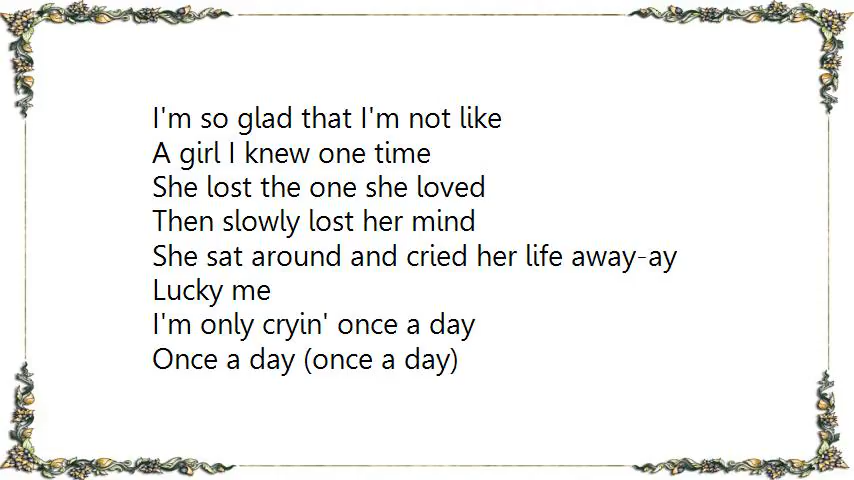 I'm so glad that I'm not like
A girl I knew one time
She lost the one she loved
Then slowly lost her mind
She sat around and cried her life away-ay
Lucky me
I'm only cryin' once a day
Once a day (once a day)